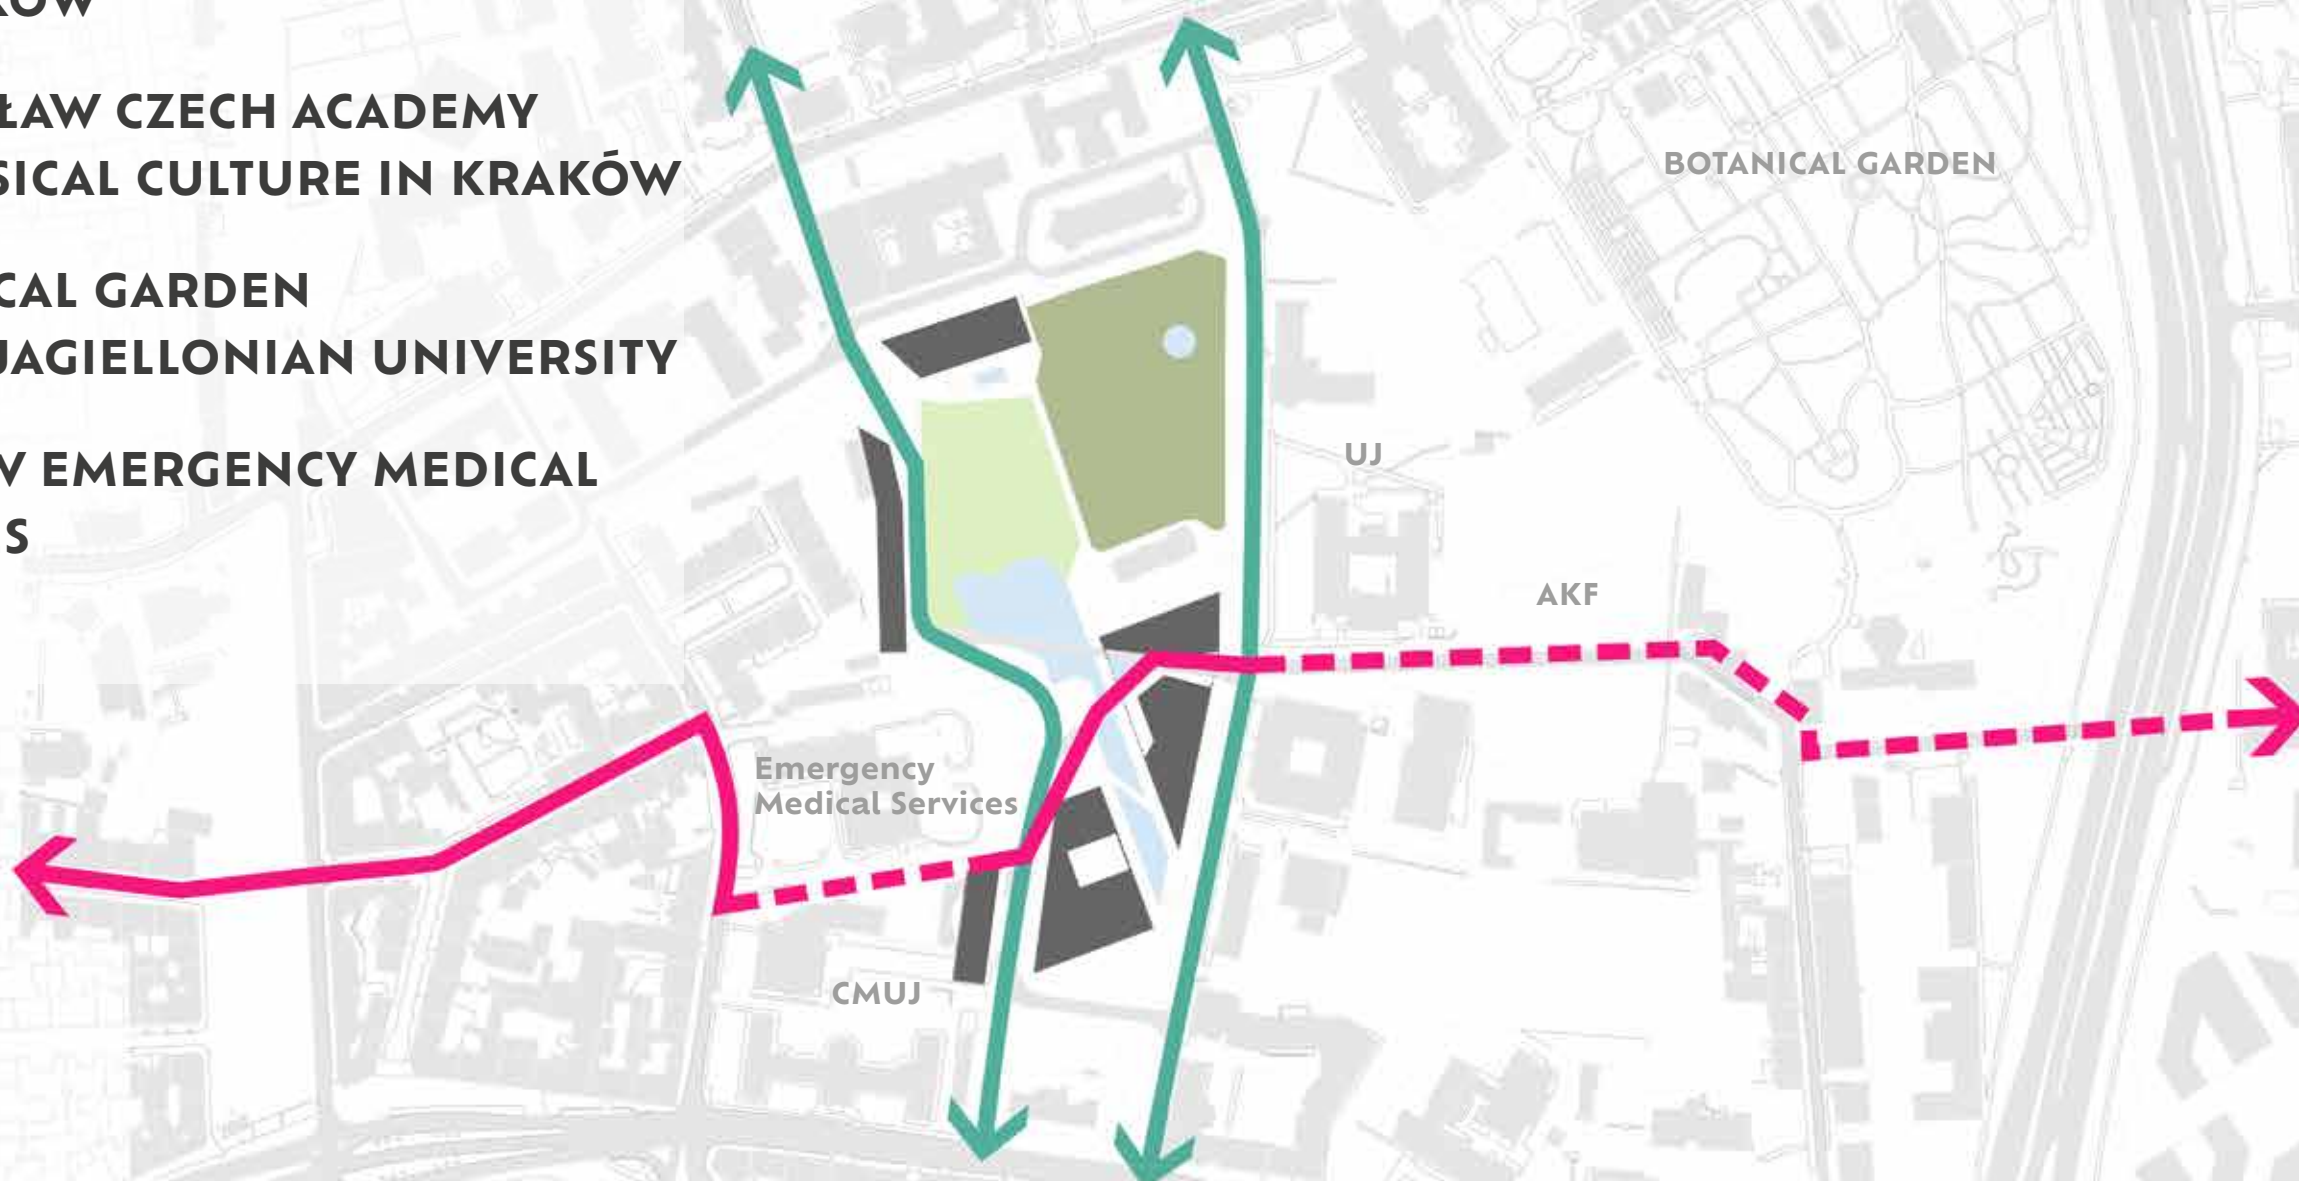 ŁAW CZECH ACADEMY
SICAL CULTURE IN KRAKÓW
CAL GARDEN
JAGIELLONIAN UNIVERSITY
V EMERGENCY MEDICAL
S
BOTANICAL GARDEN
UJ
AKF
Emergency
Medical Services
CMUJ